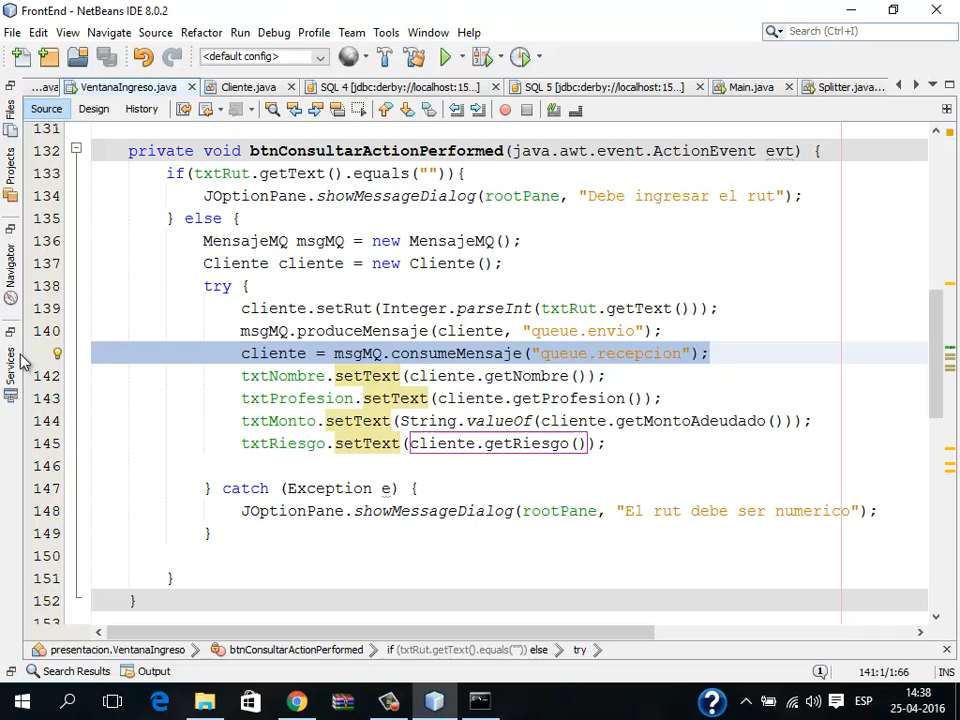 FrontEnd - NetBeans IDE 8.0.2
File Edit View Navigate Source Refactor Run Debug Profile Team Tools Window Help
Search (Ctrl+I)
<default config>
...ava VentanaIngreso.java Cliente.java SQL 4 [jdbc:derby://localhost:15...] SQL 5 [jdbc:derby://localhost:15...] Main.java Splitter.java...
Source Design History
Files
Projects
Navigator
Services
131
132 private void btnConsultarActionPerformed(java.awt.event.ActionEvent evt) {
133 if(txtRut.getText().equals("")){
134 JOptionPane.showMessageDialog(rootPane, "Debe ingresar el rut");
135 } else {
136 MensajeMQ msgMQ = new MensajeMQ();
137 Cliente cliente = new Cliente();
138 try {
139 cliente.setRut(Integer.parseInt(txtRut.getText()));
140 msgMQ.produceMensaje(cliente, "queue.envio");
cliente = msgMQ.consumeMensaje("queue.recepcion");
142 txtNombre.setText(cliente.getNombre());
143 txtProfesion.setText(cliente.getProfesion());
144 txtMonto.setText(String.valueOf(cliente.getMontoAdeudado()));
145 txtRiesgo.setText(cliente.getRiesgo());
146
147 } catch (Exception e) {
148 JOptionPane.showMessageDialog(rootPane, "El rut debe ser numerico");
149 }
150
151 }
152 }
153
presentacion.VentanaIngreso btnConsultarActionPerformed if (txtRut.getText().equals("")) else try
Search Results Output 1 141:1/1:66 INS
ESP 14:38
25-04-2016